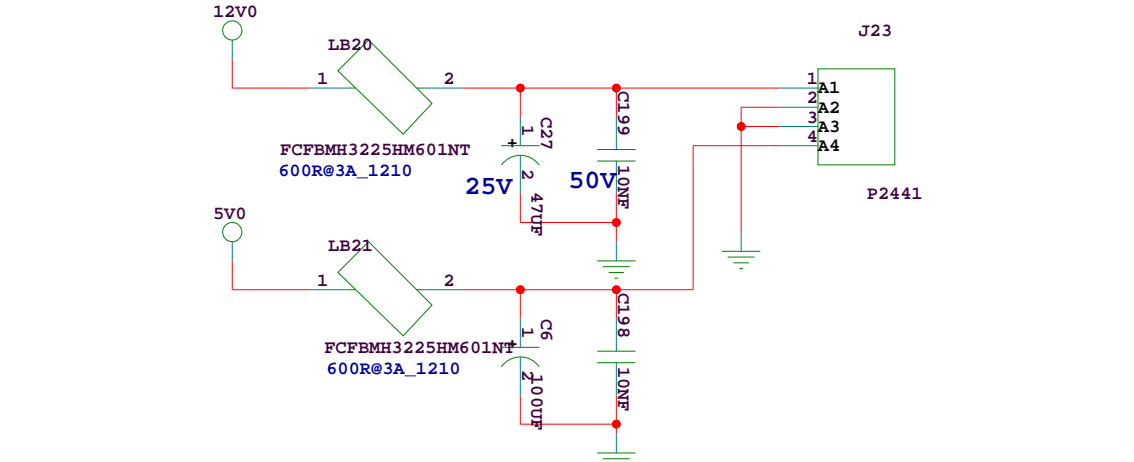 12V0
J23
LB20
1
2
C199
1
A1
2
A2
3
A3
4
A4
C27
1
+
FCFBMH3225HM601NT
600R@3A_1210
2
25V
50V
10NF
47UF
P2441
5V0
LB21
1
2
C198
C6
1
+
FCFBMH3225HM601NT
600R@3A_1210
2
100UF
10NF